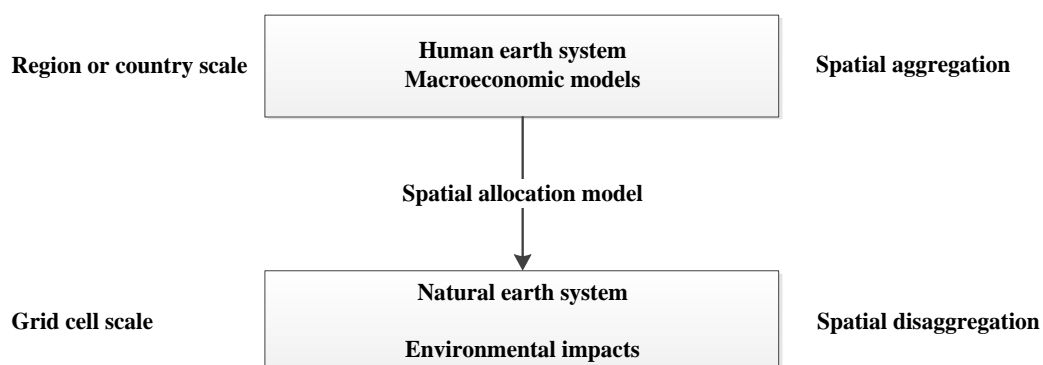 Human earth system
Region or country scale
Macroeconomic models
Spatial aggregation
Spatial allocation model
Natural earth system
Grid cell scale
Spatial disaggregation
Environmental impacts